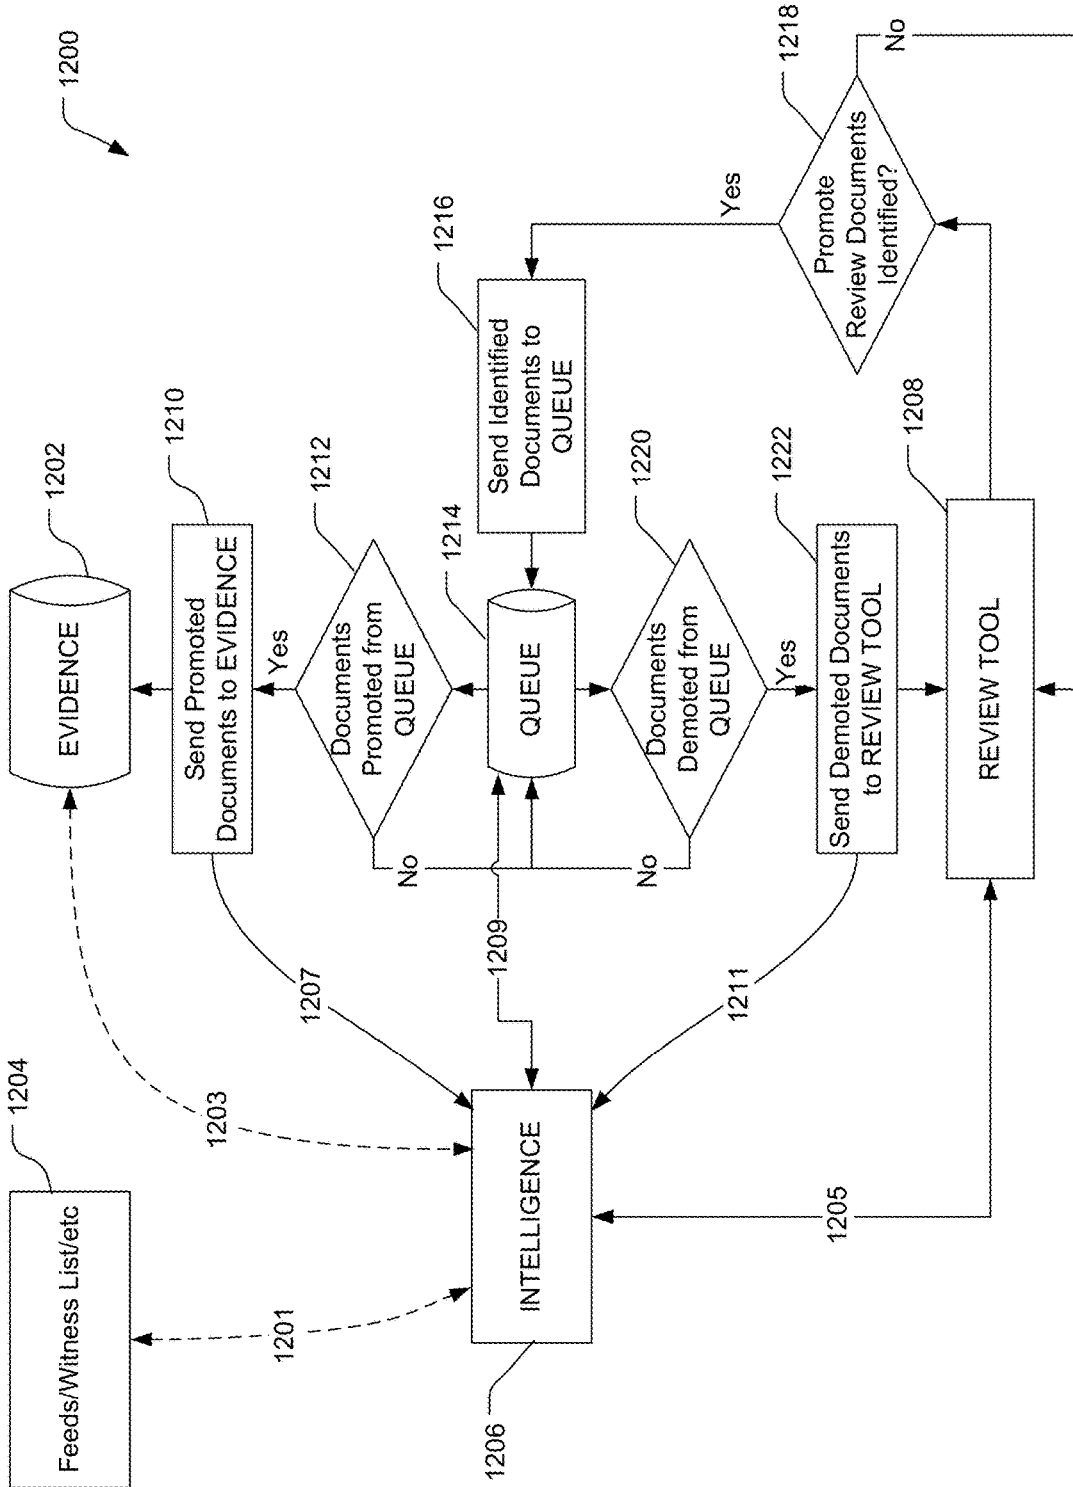 1204
1202
1200
Feeds/Witness List/etc
EVIDENCE
1210
Send Promoted
Documents to EVIDENCE
1203
1201
1207
Yes
1212
Documents
Promoted from
QUEUE
No
1216
1214
1218
1206
INTELLIGENCE
1209
QUEUE
Send Identified
Documents to
QUEUE
Yes
1220
Documents
Demoted from
QUEUE
No
Yes
1222
1211
Send Demoted Documents
to REVIEW TOOL
Promote
Review Documents
Identified?
No
1205
1208
REVIEW TOOL